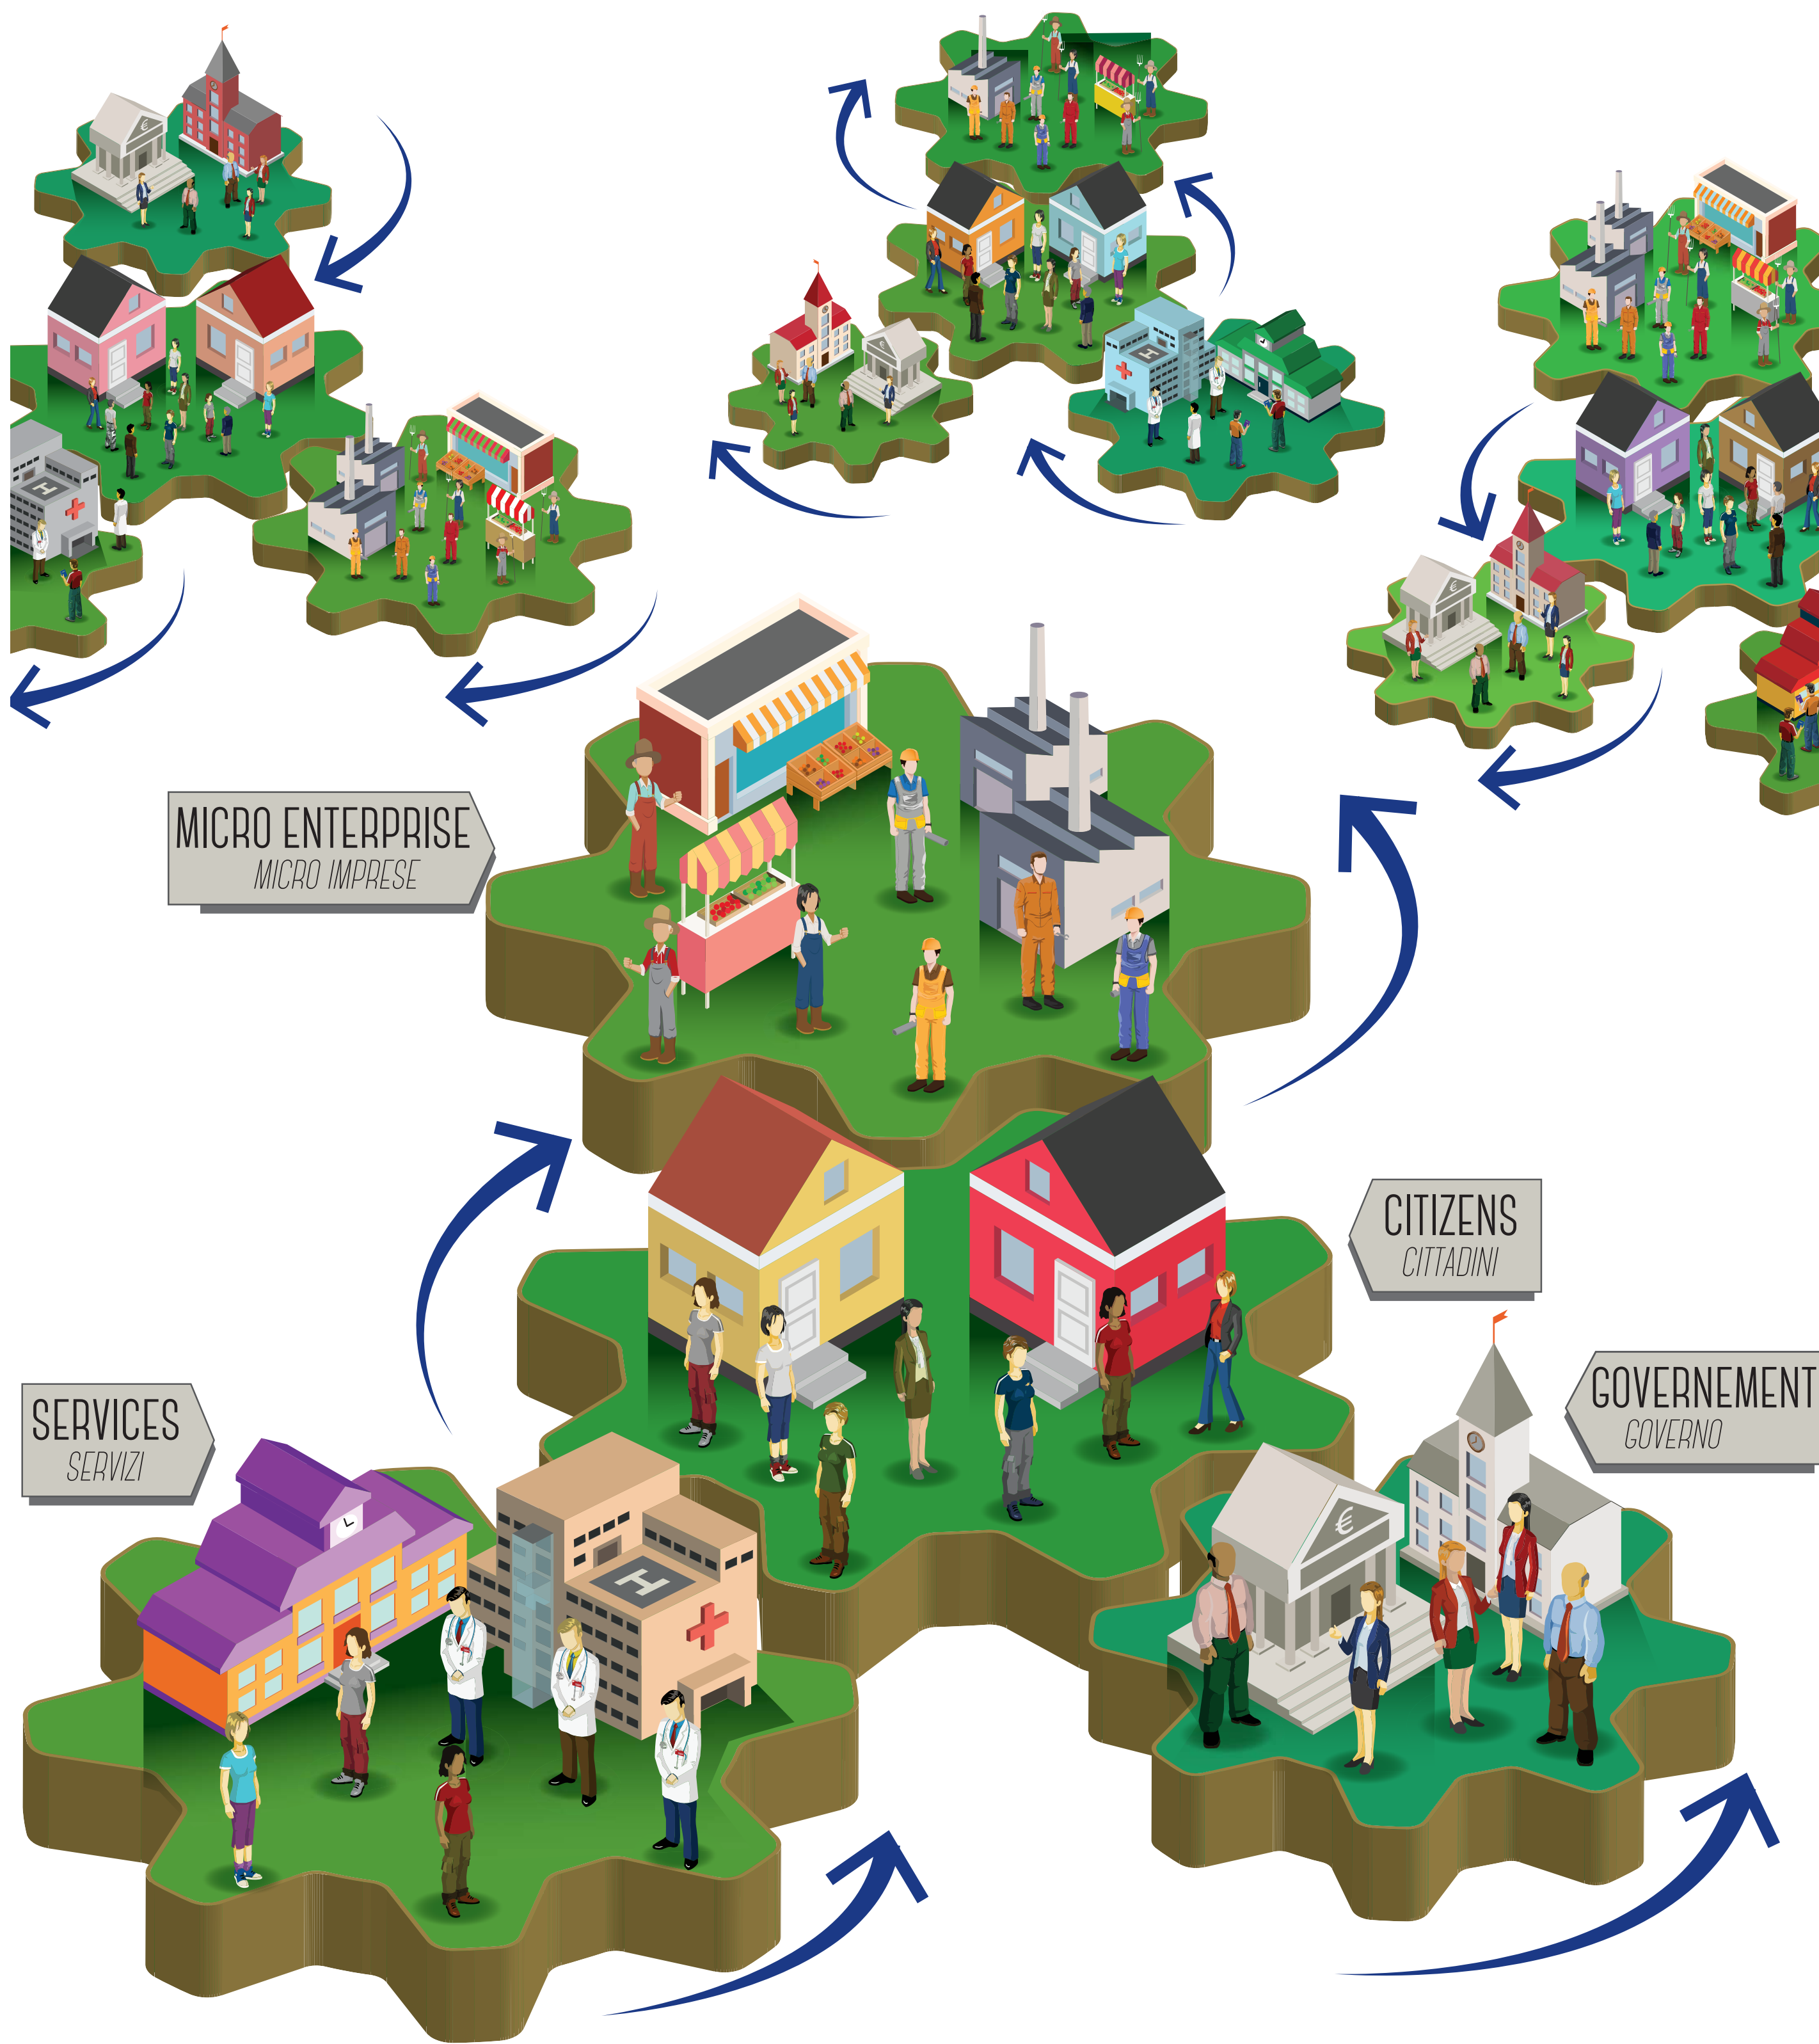 MICRO ENTERPRISE
MICRO IMPRESE
CITIZENS
CITTADINI
GOVERNEMENT
GOVERNO
SERVICES
SERVIZI
€
H
€
H
€
H
€
€
H